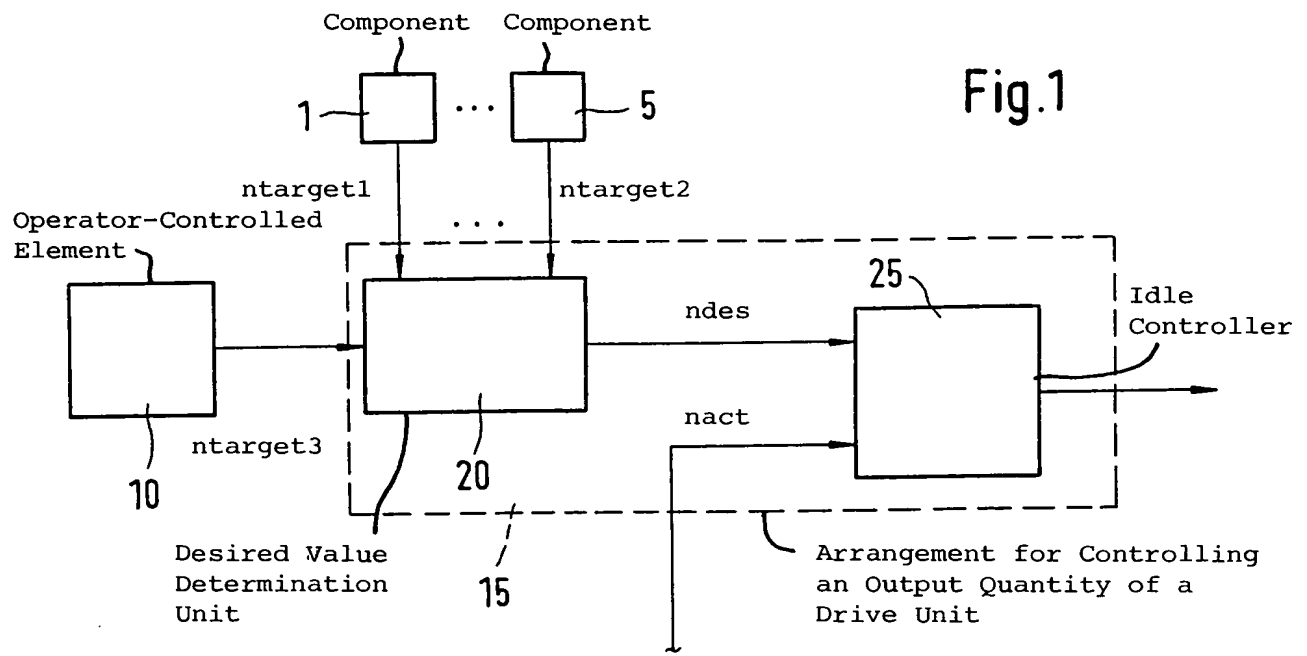 Component Component
Fig.1
1 ... 5
ntarget1 ntarget2
...
Operator-Controlled
Element
25
ndes
Idle
Controller
nact
ntarget3
10
20
Desired Value
Determination
Unit
15
Arrangement for Controlling
an Output Quantity of a
Drive Unit